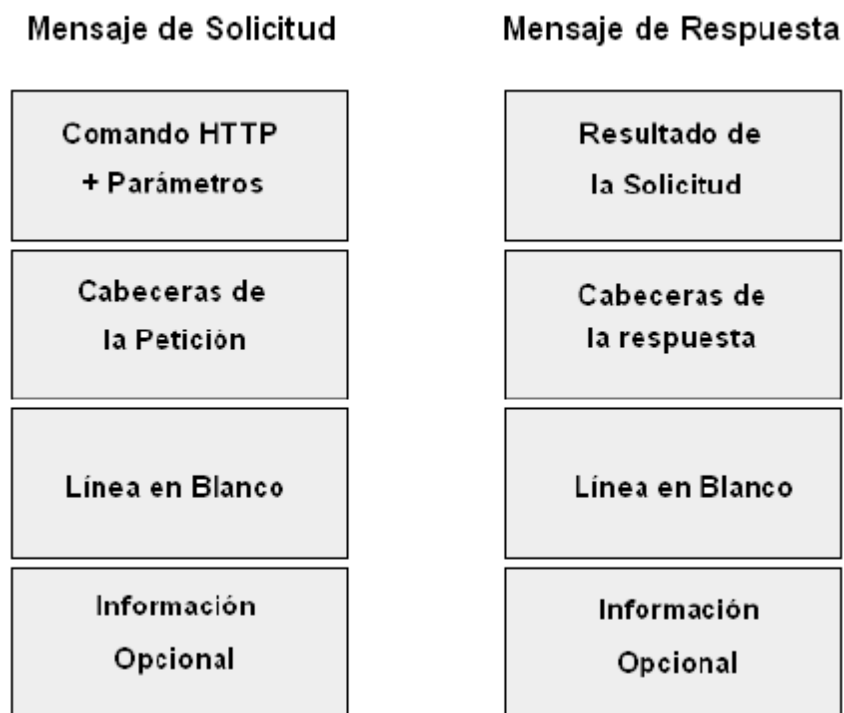 Mensaje de Solicitud
Comando HTTP
+ Parámetros
Cabeceras de
la Petición
Línea en Blanco
Información
Opcional
Mensaje de Respuesta
Resultado de
la Solicitud
Cabeceras de
la respuesta
Línea en Blanco
Información
Opcional